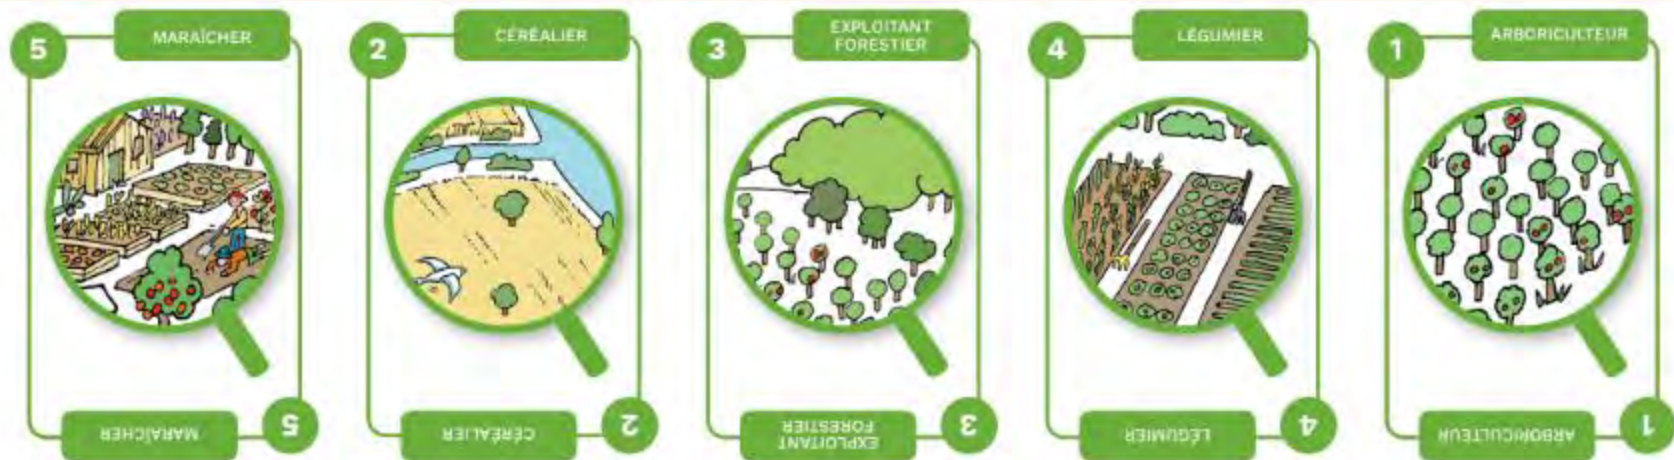 5 MARAÎCHER
2 CÉRÉALIER
3 EXPLOITANT
FORESTIER
4 LÉGUMIER
1 ARBORICULTEUR
MARAÎCHER 5
CÉRÉALIER 2
EXPLOITANT
FORESTIER 3
LÉGUMIER 4
ARBORICULTEUR 1